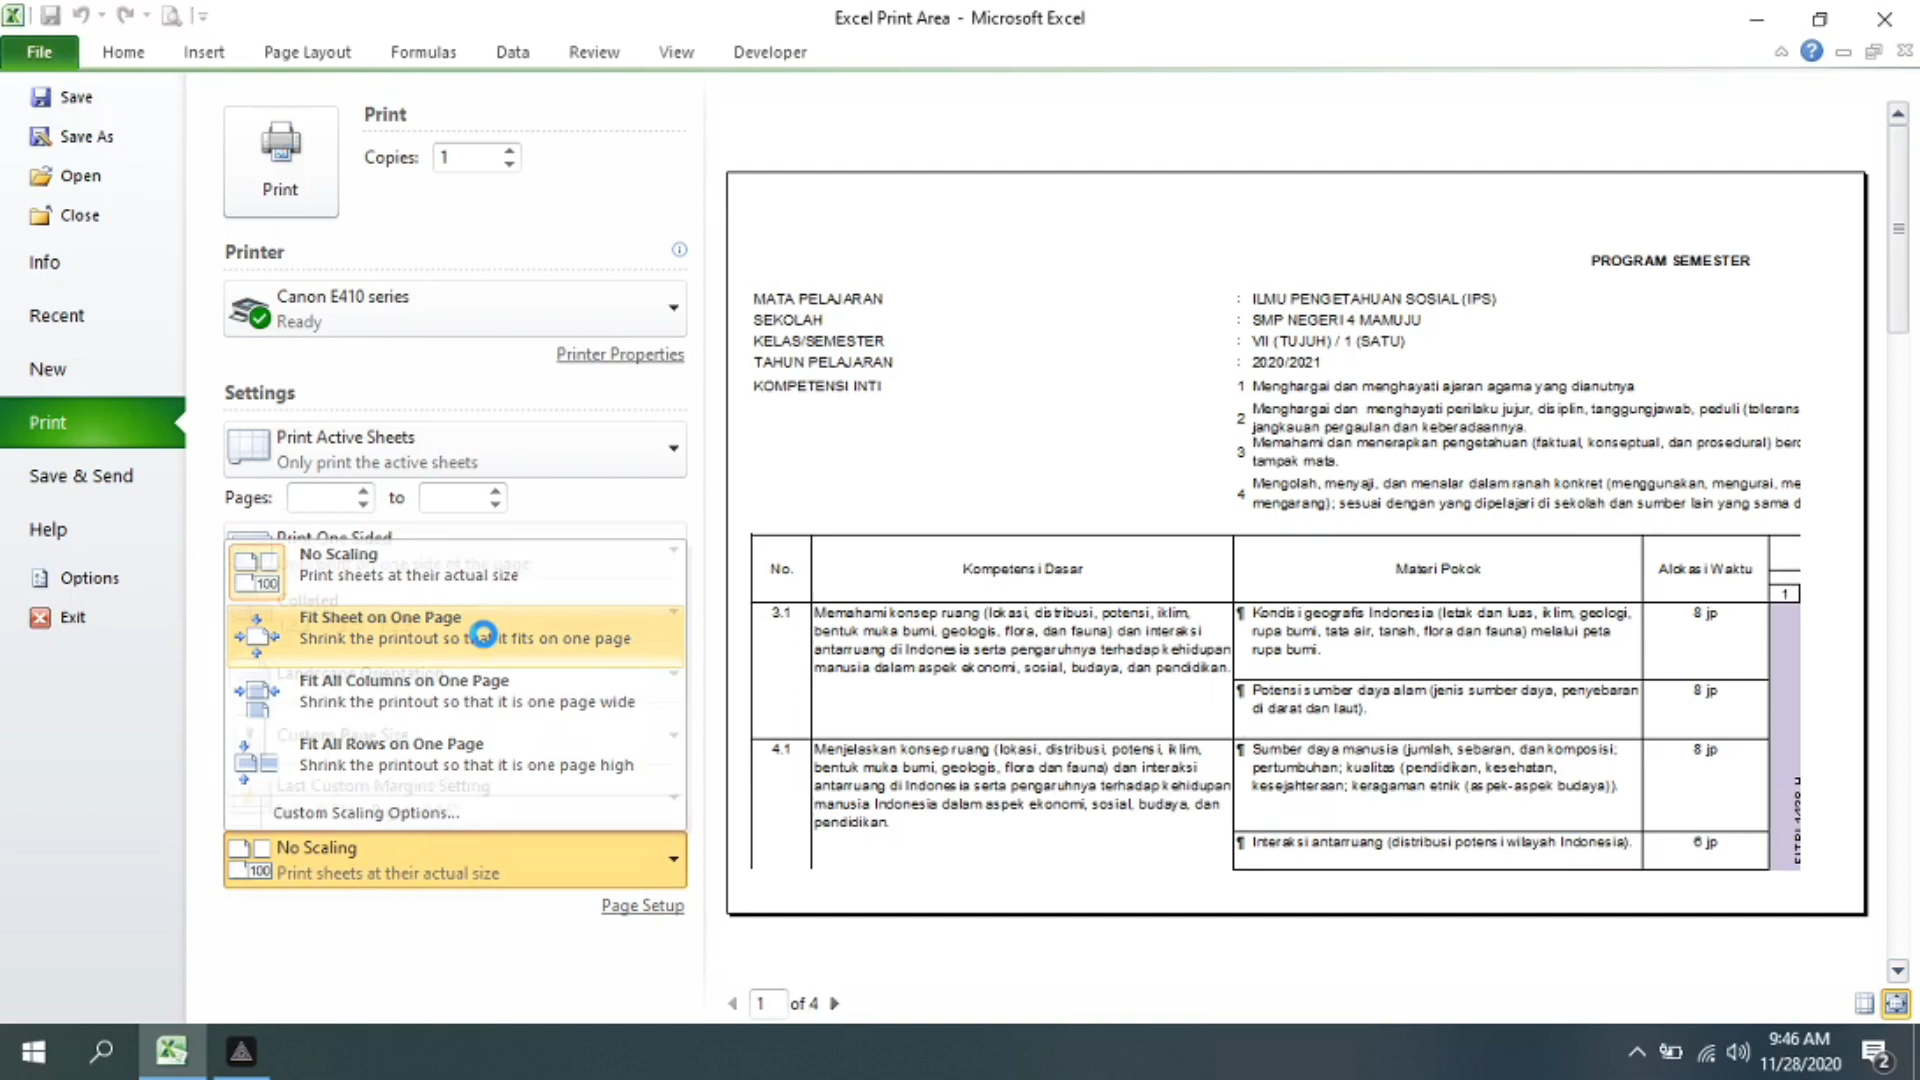 Excel Print Area - Microsoft Excel
File Home Insert Page Layout Formulas Data Review View Developer
Save
Save As
Open
Close
Info
Recent
New
Print
Save & Send
Help
Options
Exit
Print
Print
Copies: 1
Printer
Canon E410 series
Ready
Printer Properties
Settings
Print Active Sheets
Only print the active sheets
Pages: to
Print One Sided
No Scaling
Print sheets at their actual size
Collated
Fit Sheet on One Page
Shrink the printout so that it fits on one page
Landscape Orientation
Fit All Columns on One Page
Shrink the printout so that it is one page wide
Custom Page Size
Fit All Rows on One Page
Shrink the printout so that it is one page high
Last Custom Margins Setting
Custom Scaling Options...
No Scaling
Print sheets at their actual size
Page Setup
PROGRAM SEMESTER
MATA PELAJARAN : ILMU PENGETAHUAN SOSIAL (IPS)
SEKOLAH : SMP NEGERI 4 MAMUJU
KELAS/SEMESTER : VII (TUJUH) / 1 (SATU)
TAHUN PELAJARAN : 2020/2021
KOMPETENSI INTI 1 Menghargai dan menghayati ajaran agama yang dianutnya
2 Menghargai dan menghayati perilaku jujur, disiplin, tanggungjawab, peduli (tolerans
jangkauan pergaulan dan keberadaannya.
3 Memahami dan menerapkan pengetahuan (faktual, konseptual, dan prosedural) berd
tampak mata.
4 Mengolah, menyaji, dan menalar dalam ranah konkret (menggunakan, mengurai, me
mengarang); sesuai dengan yang dipelajari di sekolah dan sumber lain yang sama d
No. Kompetensi Dasar Materi Pokok Alokasi Waktu
1
3.1 Memahami konsep ruang (lokasi, distribusi, potensi, iklim,
bentuk muka bumi, geologis, flora, dan fauna) dan interaksi
antarruang di Indonesia serta pengaruhnya terhadap kehidupan
manusia dalam aspek ekonomi, sosial, budaya, dan pendidikan.
¶ Kondisi geografis Indonesia (letak dan luas, iklim, geologi,
rupa bumi, tata air, tanah, flora dan fauna) melalui peta
rupa bumi.
8 jp
¶ Potensi sumber daya alam (jenis sumber daya, penyebaran
di darat dan laut).
8 jp
4.1 Menjelaskan konsep ruang (lokasi, distribusi, potensi, iklim,
bentuk muka bumi, geologis, flora dan fauna) dan interaksi
antarruang di Indonesia serta pengaruhnya terhadap kehidupan
manusia Indonesia dalam aspek ekonomi, sosial, budaya, dan
pendidikan.
¶ Sumber daya manusia (jumlah, sebaran, dan komposisi;
pertumbuhan; kualitas (pendidikan, kesehatan,
kesejahteraan; keragaman etnik (aspek-aspek budaya)).
8 jp
¶ Interaksi antarruang (distribusi potensi wilayah Indonesia).
6 jp
1 of 4
9:46 AM
11/28/2020
2